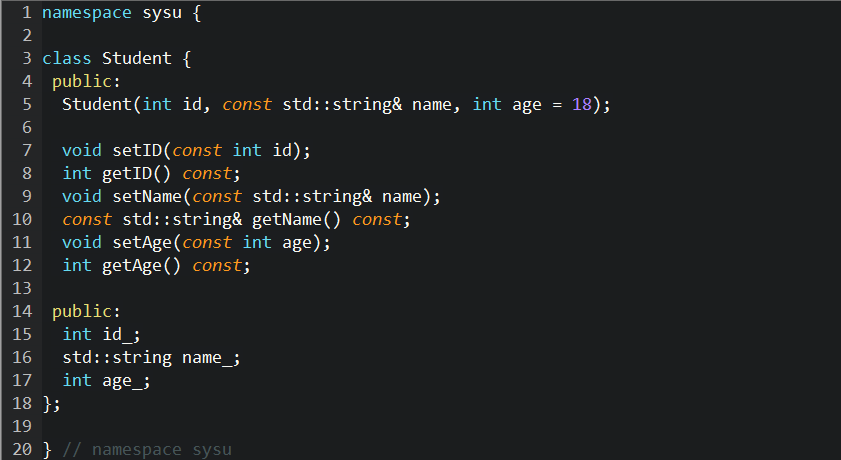 1 namespace sysu {
2
3 class Student {
4  public:
5   Student(int id, const std::string& name, int age = 18);
6
7   void setID(const int id);
8   int getID() const;
9   void setName(const std::string& name);
10   const std::string& getName() const;
11   void setAge(const int age);
12   int getAge() const;
13
14  public:
15   int id_;
16   std::string name_;
17   int age_;
18 };
19
20 } // namespace sysu